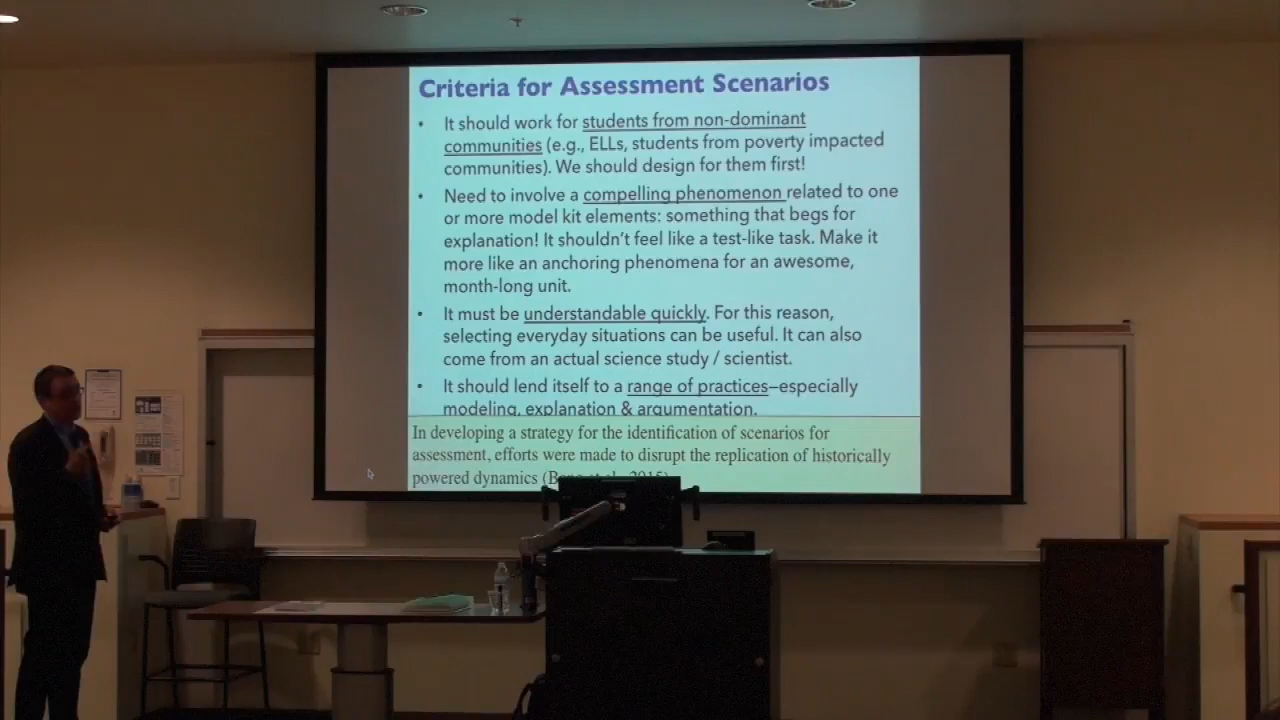 Criteria for Assessment Scenarios
• It should work for students from non-dominant
communities (e.g., ELLs, students from poverty impacted
communities). We should design for them first!
• Need to involve a compelling phenomenon related to one
or more model kit elements: something that begs for
explanation! It shouldn't feel like a test-like task. Make it
more like an anchoring phenomena for an awesome,
month-long unit.
• It must be understandable quickly. For this reason,
selecting everyday situations can be useful. It can also
come from an actual science study / scientist.
• It should lend itself to a range of practices–especially
modeling, explanation & argumentation.
In developing a strategy for the identification of scenarios for
assessment, efforts were made to disrupt the replication of historically
powered dynamics